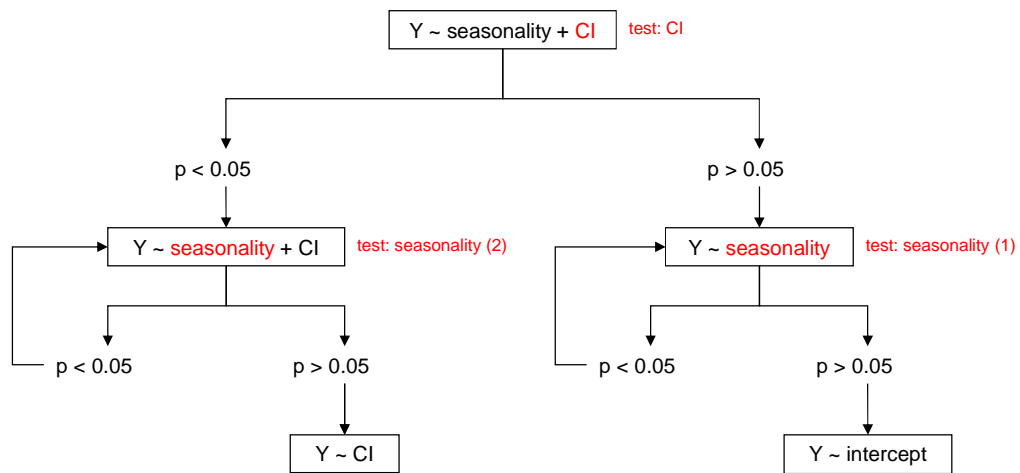 Y ~ seasonality + CI test: CI
p < 0.05 p > 0.05
Y ~ seasonality + CI test: seasonality (2) Y ~ seasonality test: seasonality (1)
p < 0.05 p > 0.05 p < 0.05 p > 0.05
Y ~ CI Y ~ intercept